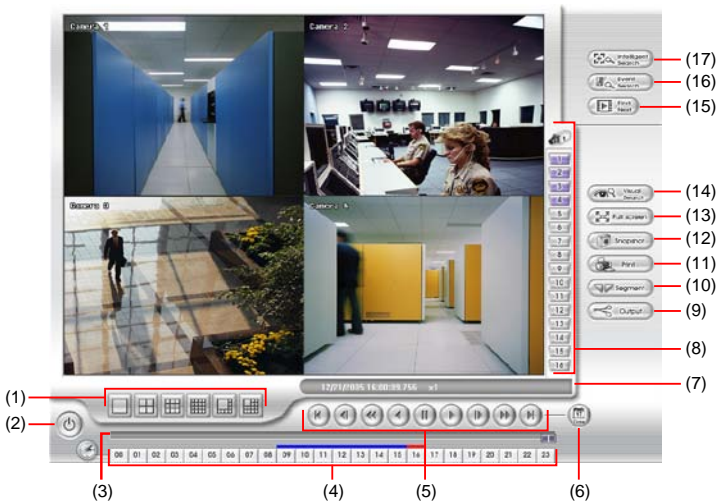 Camera 1
Camera 2
Camera 3
Camera 4
(17)
Intelligent Search
(16)
Event Search
(15)
Find Next
(14)
Visual Search
(13)
Full screen
(12)
Snapshot
(11)
Print
(10)
Segment
(9)
Output
(8)
1
2
3
4
5
6
7
8
9
10
11
12
13
14
15
16
(7)
12/21/2005 16:00:09.756 x1
(1)
(2)
00 01 02 03 04 05 06 07 08 09 10 11 12 13 14 15 16 17 18 19 20 21 22 23
(3)
(4)
(5)
(6)